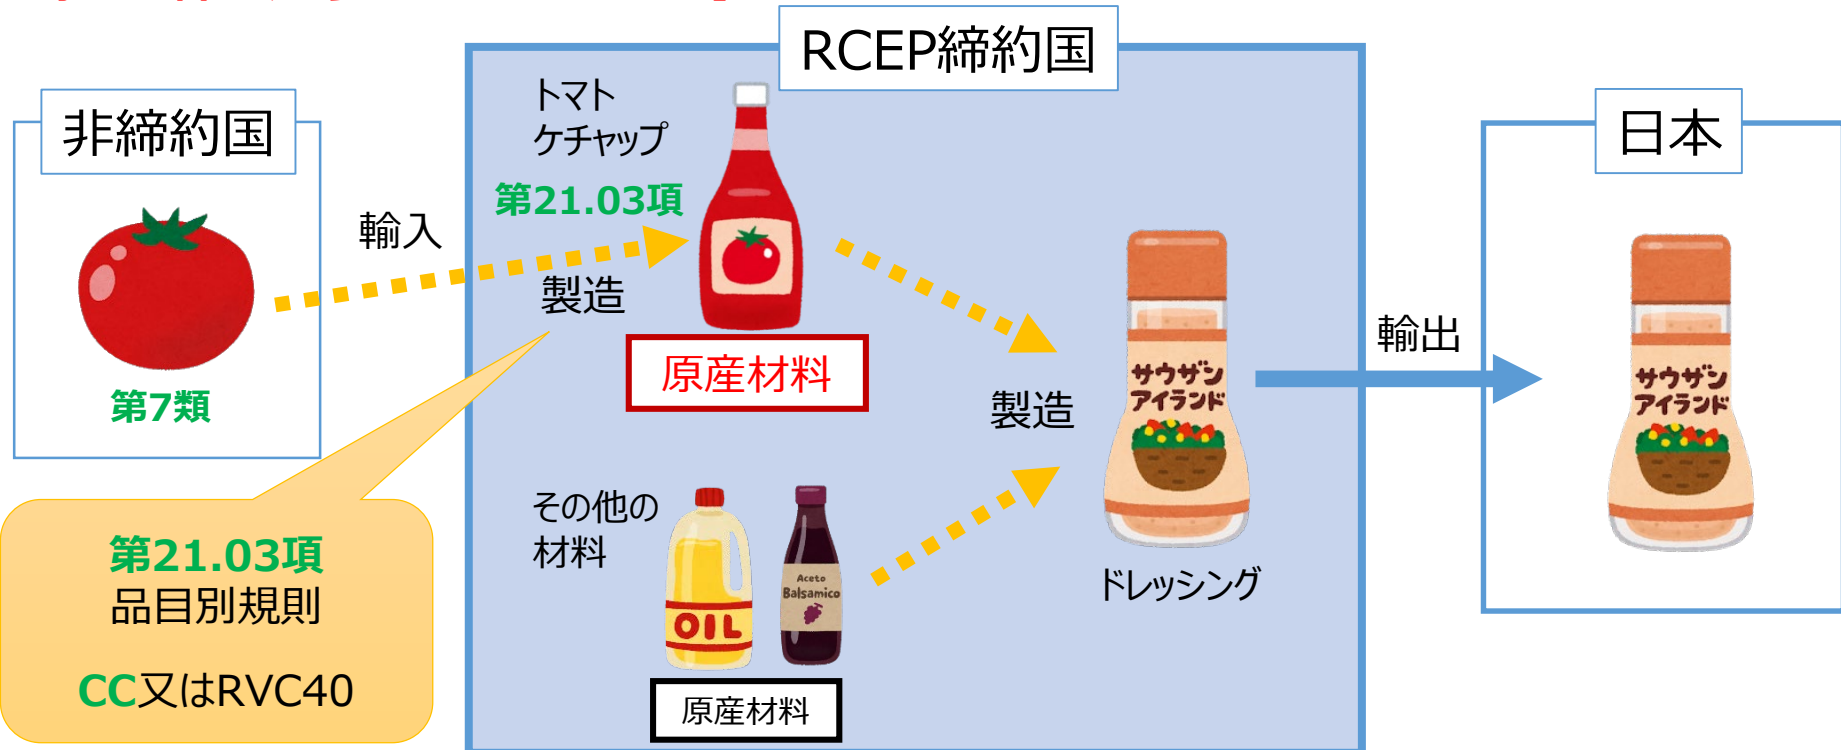 RCEP締約国
非締約国
日本
トマト
ケチャップ
第21.03項
輸入
製造
原産材料
第7類
製造
輸出
サウザン
アイランド
サウザン
アイランド
その他の
材料
OIL
Aceto
Balsamico
原産材料
ドレッシング
第21.03項
品目別規則
CC又はRVC40